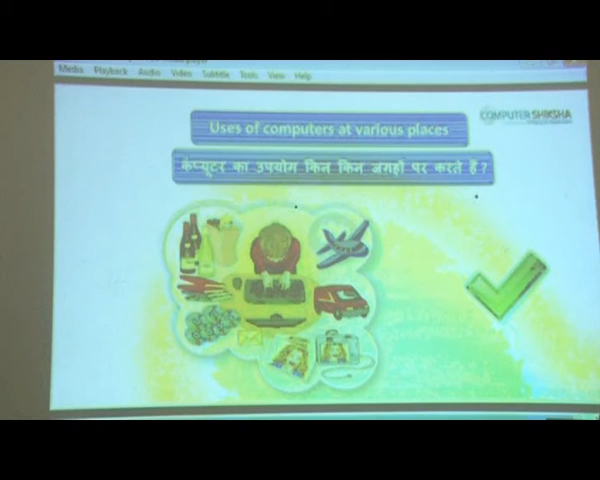 Media Playback Audio Video Subtitle Tools View Help
COMPUTER SHIKSHA
Uses of computers at various places
कंप्यूटर का उपयोग किन किन जगहों पर करते हैं?